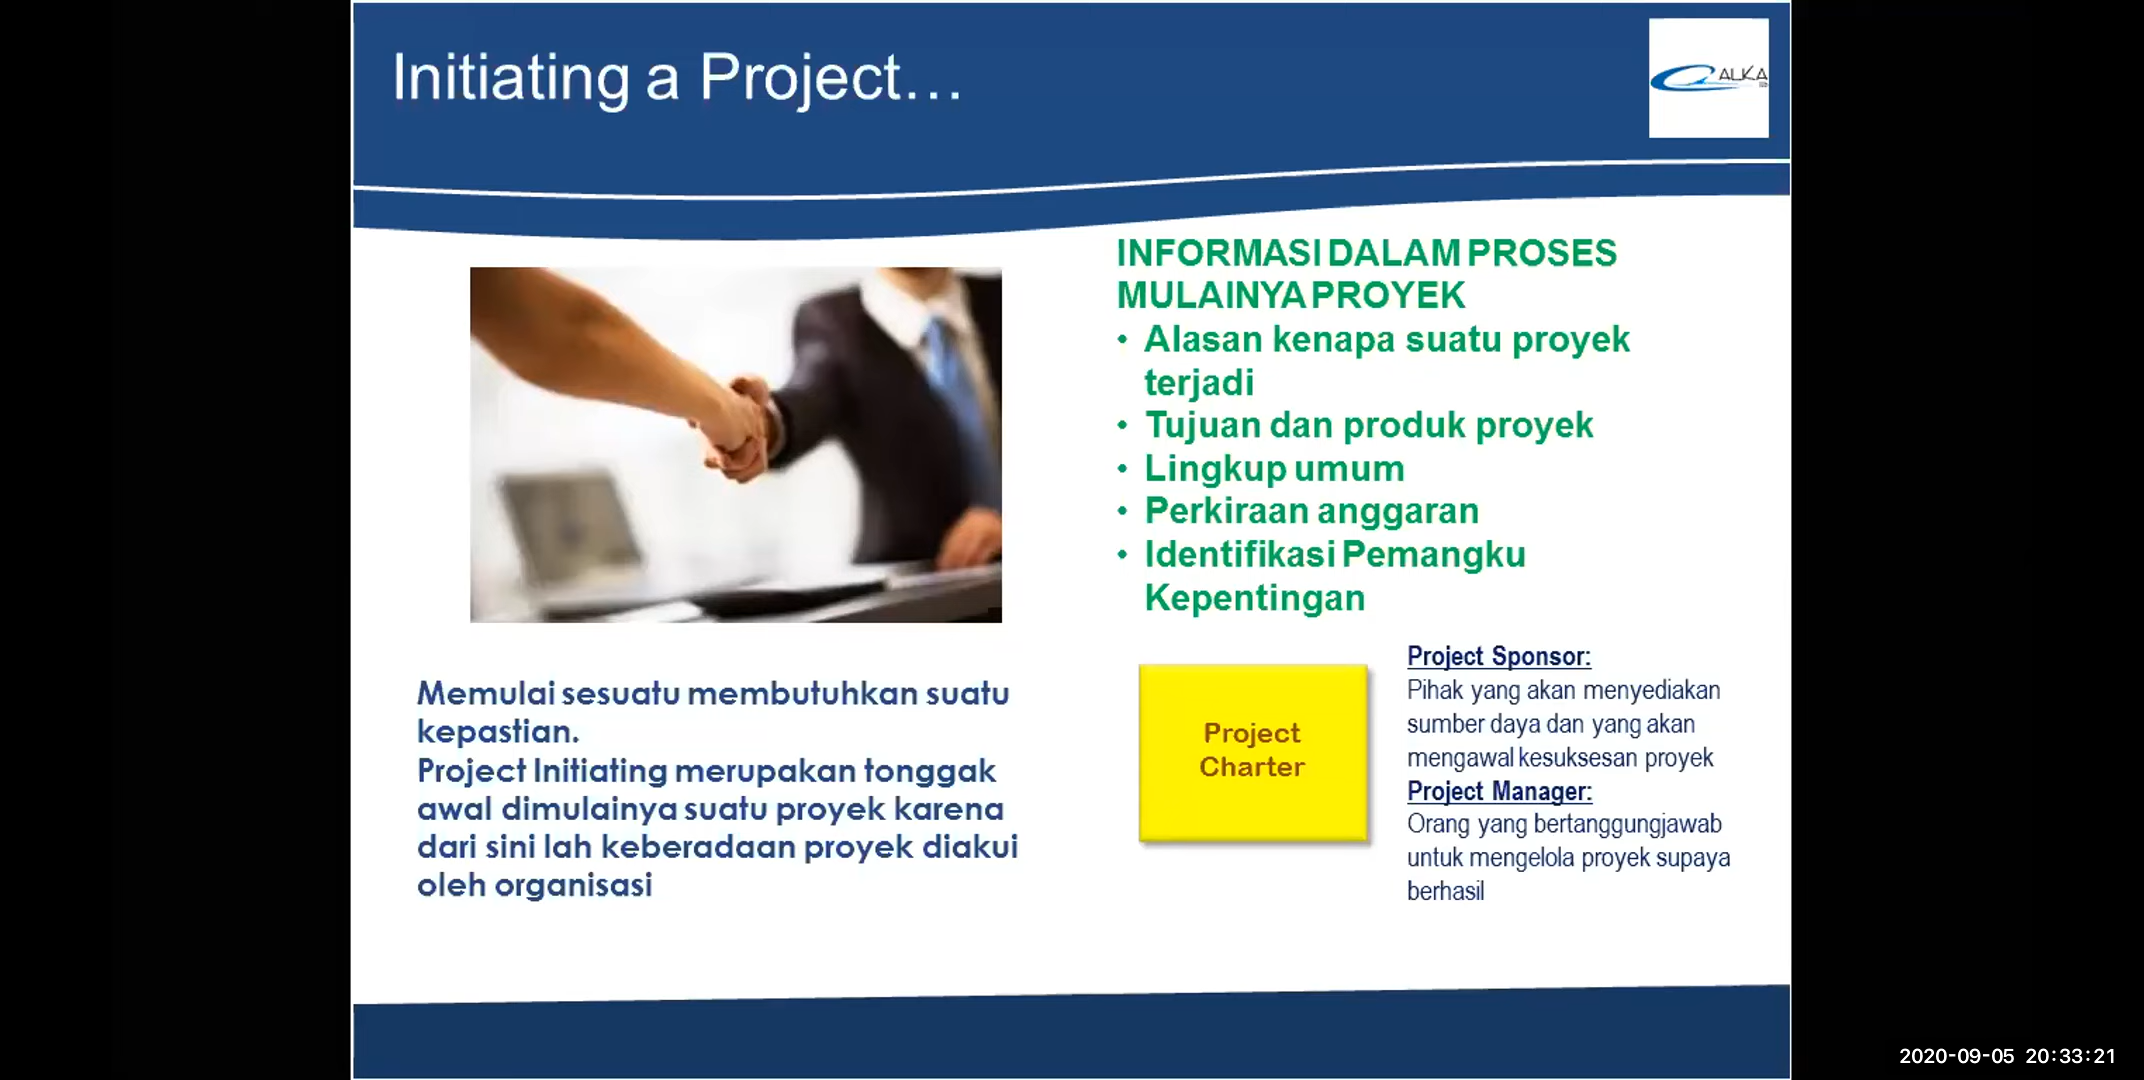 Initiating a Project...
ALKA
INFORMASI DALAM PROSES
MULAINYA PROYEK
• Alasan kenapa suatu proyek
terjadi
• Tujuan dan produk proyek
• Lingkup umum
• Perkiraan anggaran
• Identifikasi Pemangku
Kepentingan
Memulai sesuatu membutuhkan suatu
kepastian.
Project Initiating merupakan tonggak
awal dimulainya suatu proyek karena
dari sini lah keberadaan proyek diakui
oleh organisasi
Project
Charter
Project Sponsor:
Pihak yang akan menyediakan
sumber daya dan yang akan
mengawal kesuksesan proyek
Project Manager:
Orang yang bertanggungjawab
untuk mengelola proyek supaya
berhasil
2020-09-05 20:33:21